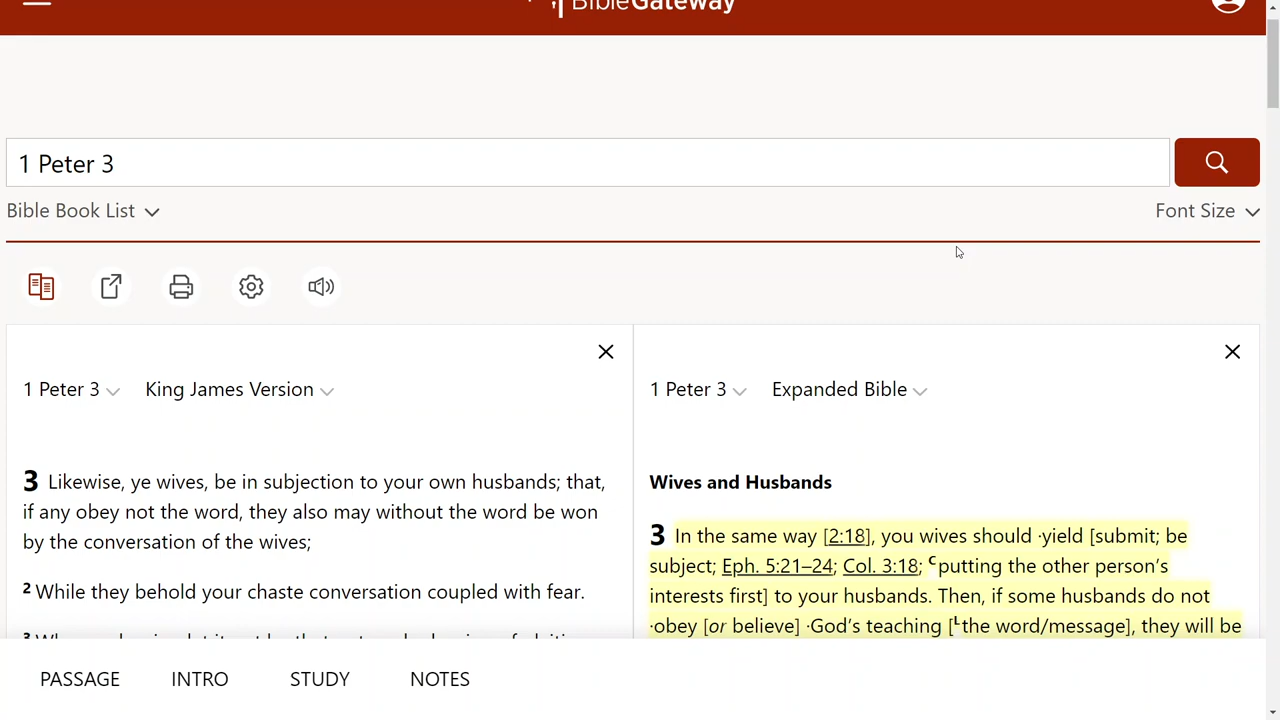 BibleGateway
1 Peter 3
Bible Book List
Font Size
1 Peter 3 King James Version
3 Likewise, ye wives, be in subjection to your own husbands; that,
if any obey not the word, they also may without the word be won
by the conversation of the wives;
2 While they behold your chaste conversation coupled with fear.
1 Peter 3 Expanded Bible
Wives and Husbands
3 In the same way [2:18], you wives should ·yield [submit; be
subject; Eph. 5:21–24; Col. 3:18; C putting the other person's
interests first] to your husbands. Then, if some husbands do not
·obey [or believe] ·God's teaching [L the word/message], they will be
PASSAGE INTRO STUDY NOTES